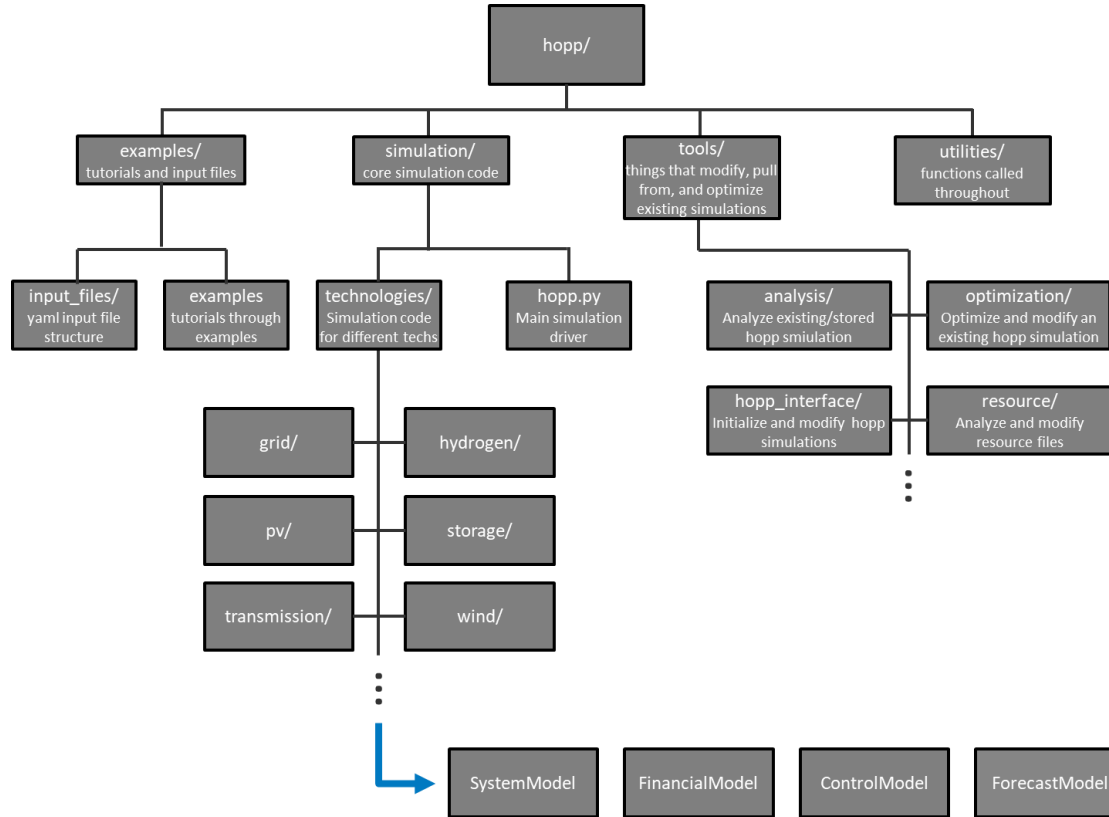 hopp/
examples/
tutorials and input files
simulation/
core simulation code
tools/
things that modify, pull
from, and optimize
existing simulations
utilities/
functions called
throughout
input_files/
yaml input file
structure
examples
tutorials through
examples
technologies/
Simulation code
for different techs
hopp.py
Main simulation
driver
analysis/
Analyze existing/stored
hopp smiulation
optimization/
Optimize and modify an
existing hopp simulation
hopp_interface/
Initialize and modify hopp
simulations
resource/
Analyze and modify
resource files
grid/
hydrogen/
pv/
storage/
transmission/
wind/
SystemModel
FinancialModel
ControlModel
ForecastModel